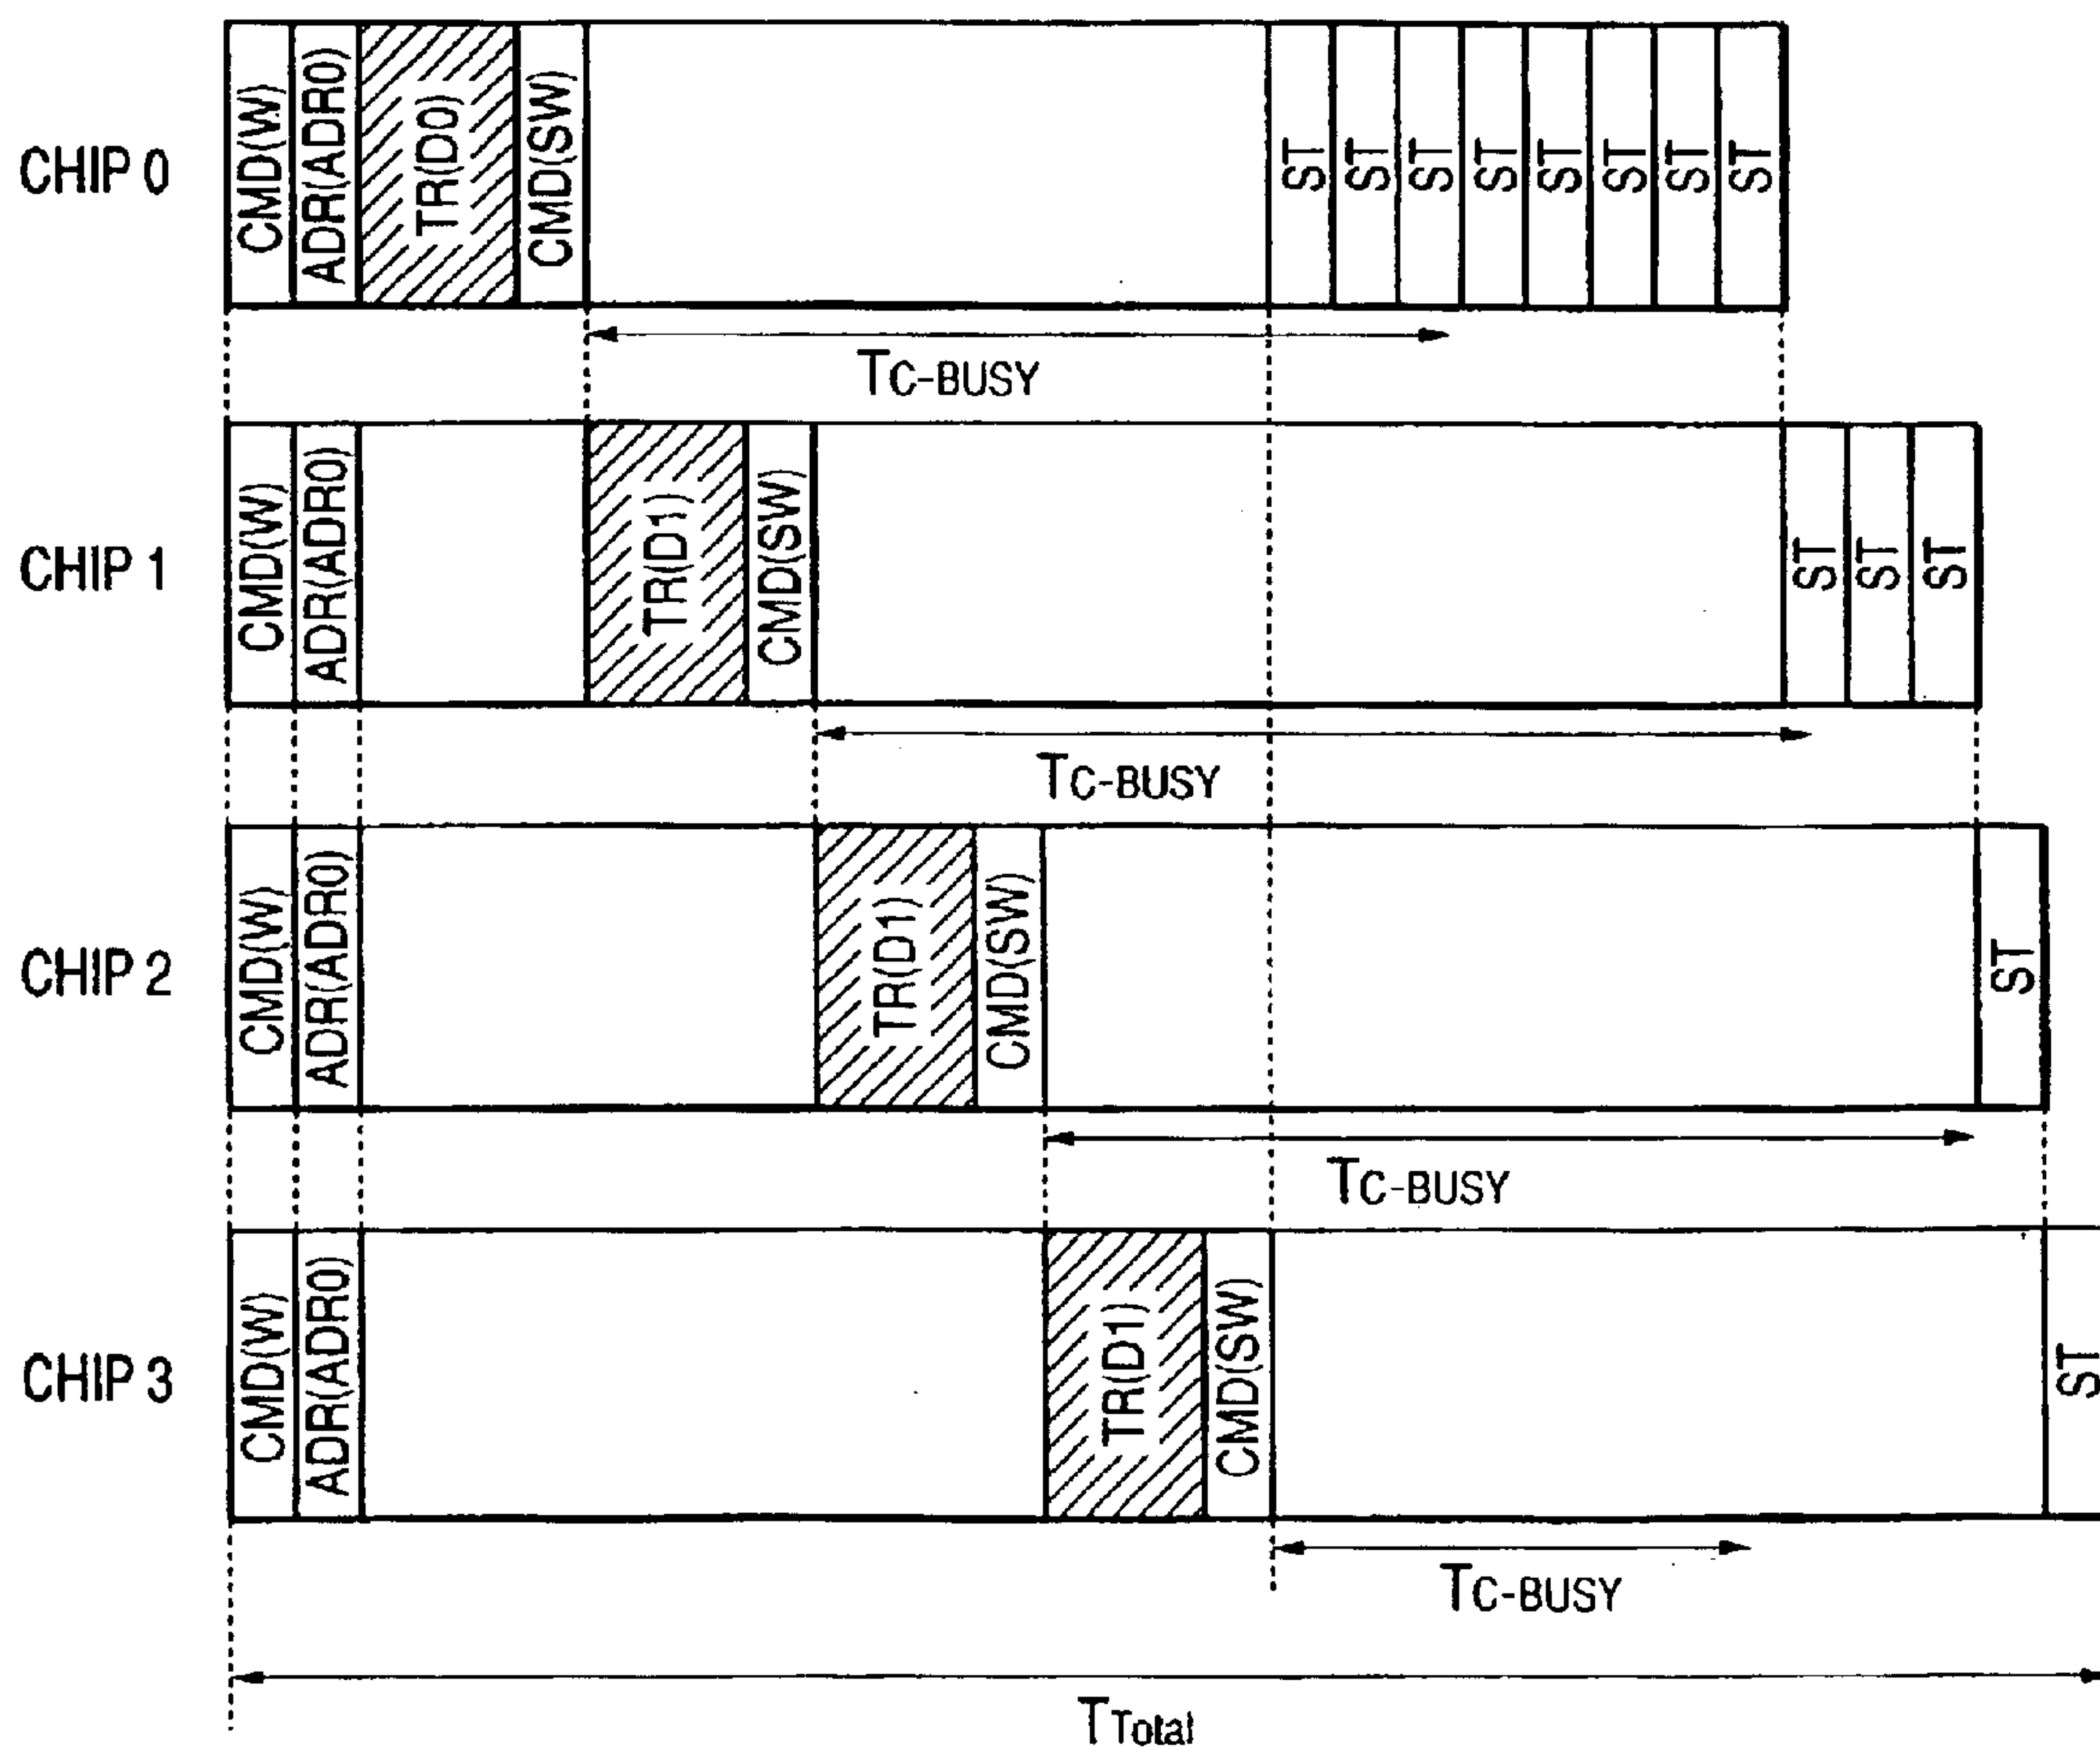 CHIP 0
CMD(W)
ADR(ADR0)
TR(D0)
CMD(SW)
ST
ST
ST
ST
ST
ST
ST
ST
TC-BUSY
CHIP 1
CMD(W)
ADR(ADR0)
TR(D1)
CMD(SW)
ST
ST
ST
TC-BUSY
CHIP 2
CMD(W)
ADR(ADR0)
TR(D1)
CMD(SW)
ST
TC-BUSY
CHIP 3
CMD(W)
ADR(ADR0)
TR(D1)
CMD(SW)
ST
TC-BUSY
TTotal